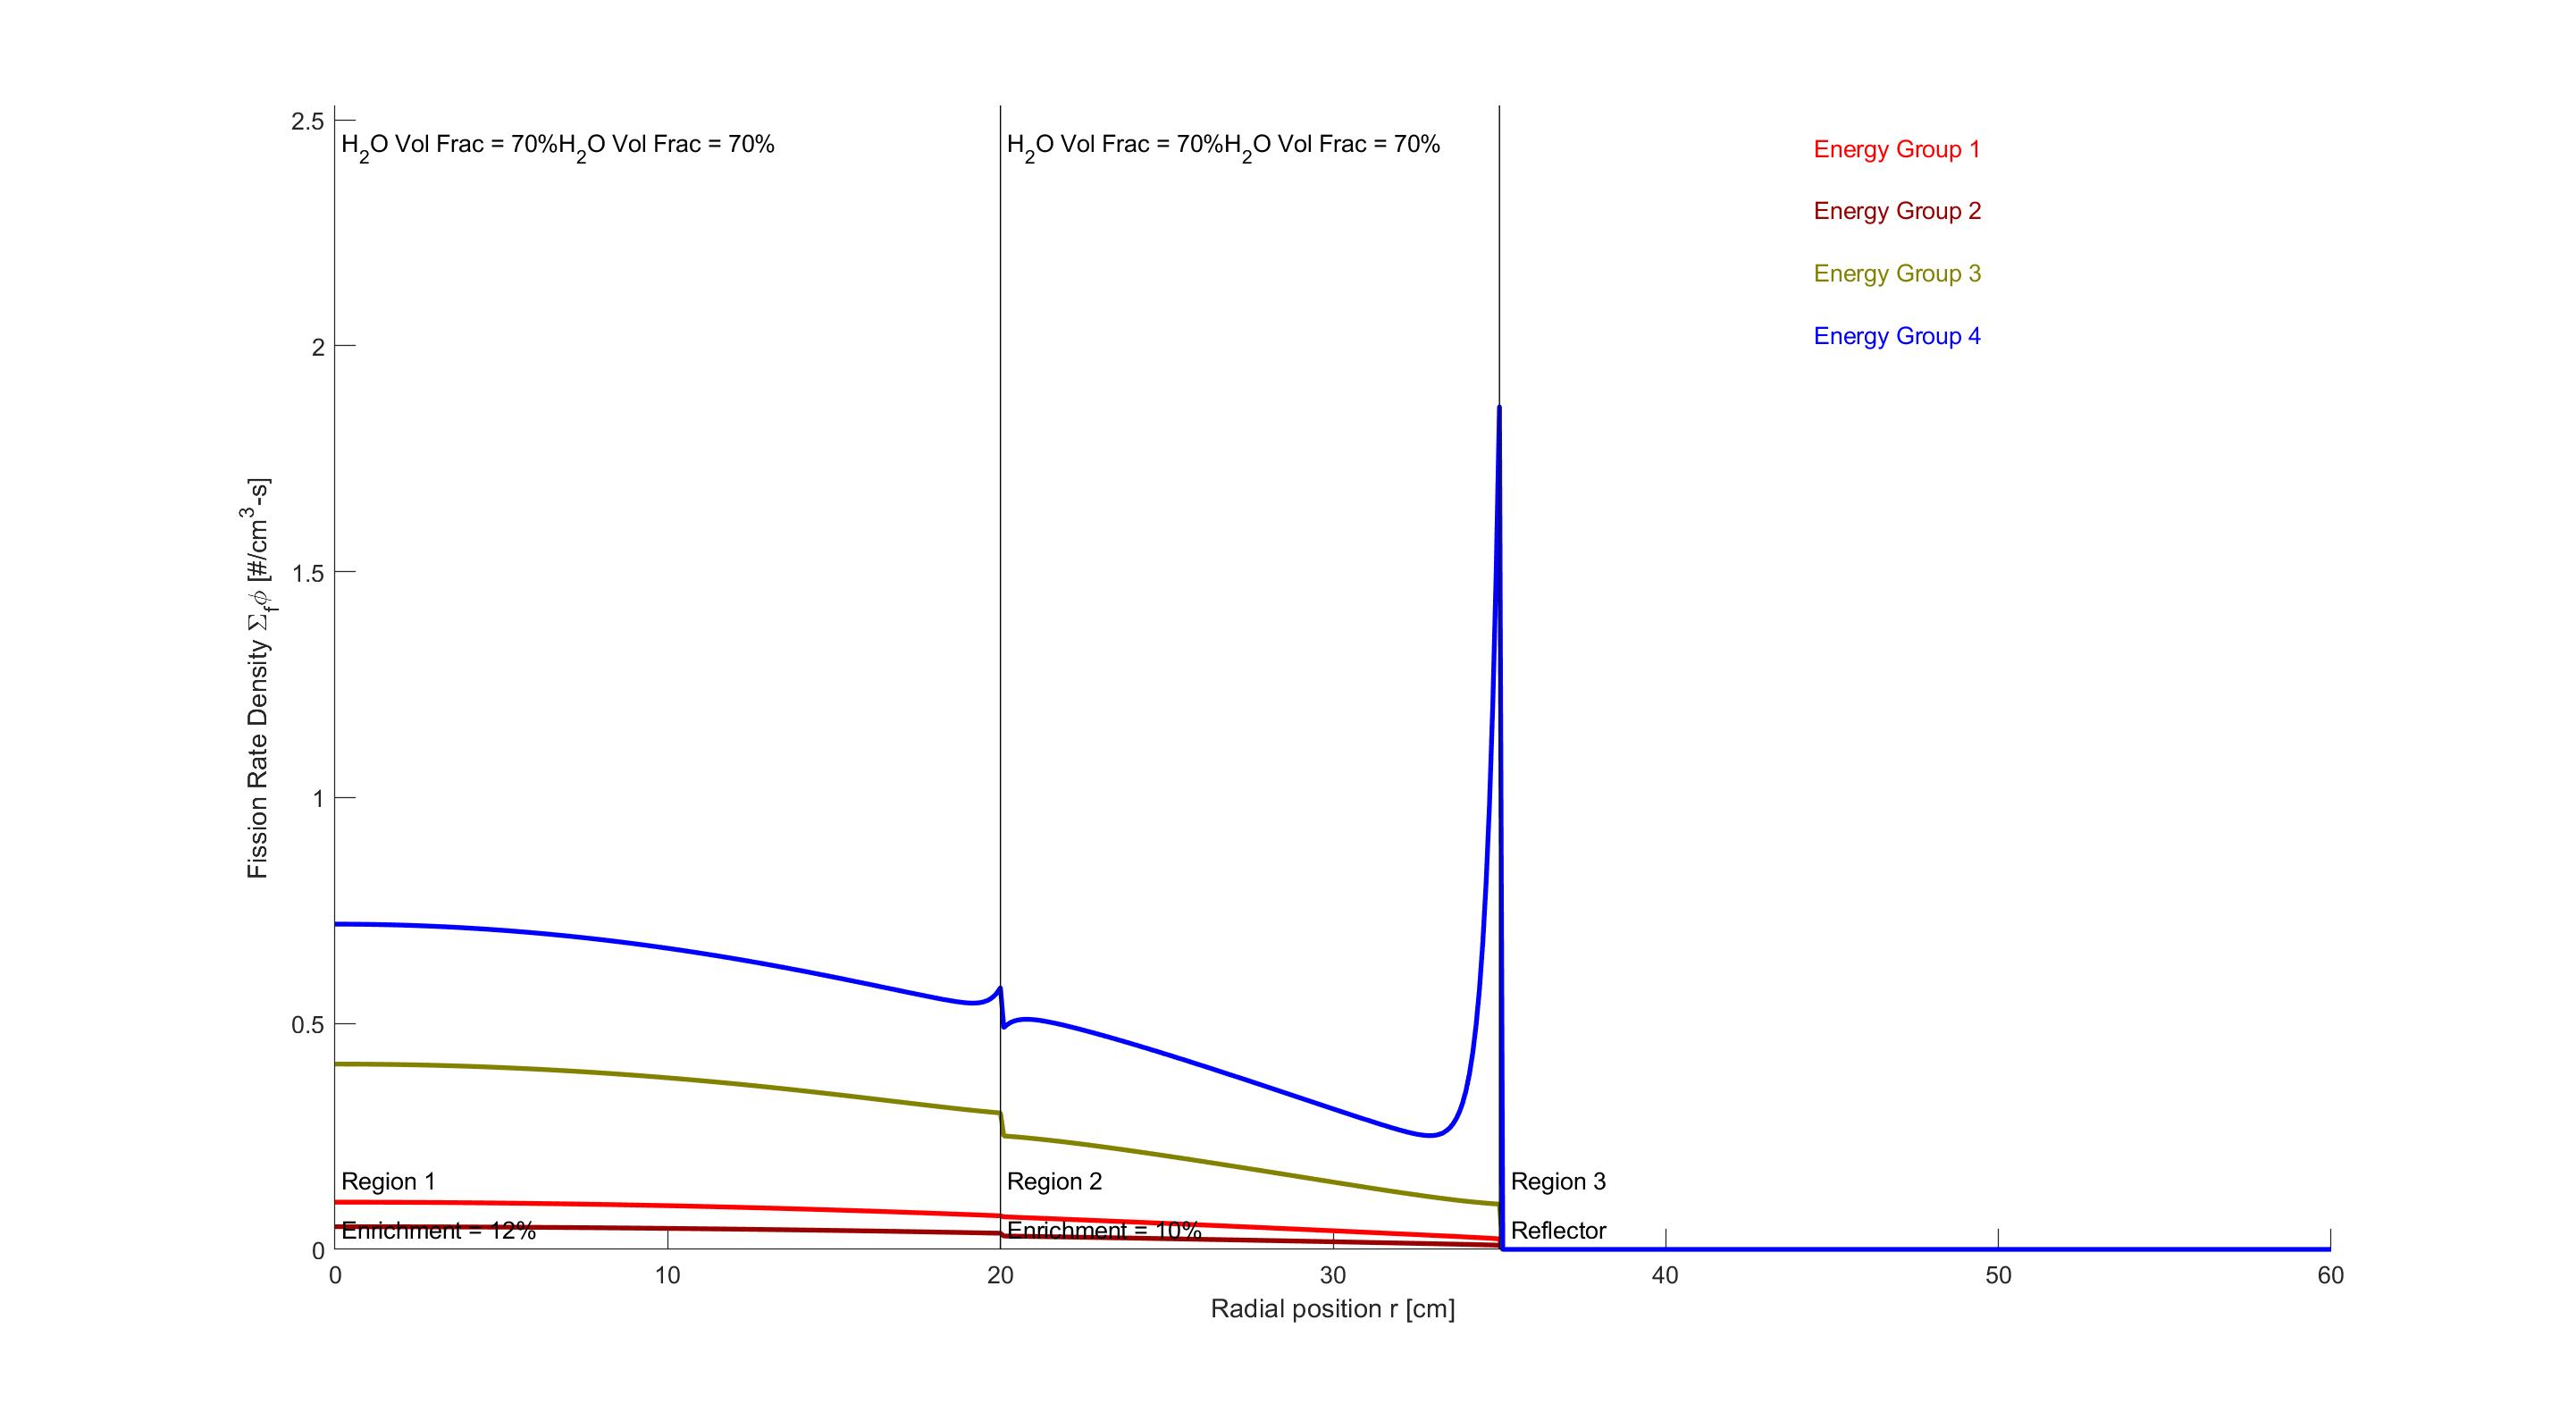 2.5
2
1.5
1
0.5
0
Fission Rate Density Σfϕ [#/cm3-s]
H2O Vol Frac = 70%H2O Vol Frac = 70%
H2O Vol Frac = 70%H2O Vol Frac = 70%
Energy Group 1
Energy Group 2
Energy Group 3
Energy Group 4
Region 1
Enrichment = 12%
Region 2
Enrichment = 10%
Region 3
Reflector
0 10 20 30 40 50 60
Radial position r [cm]